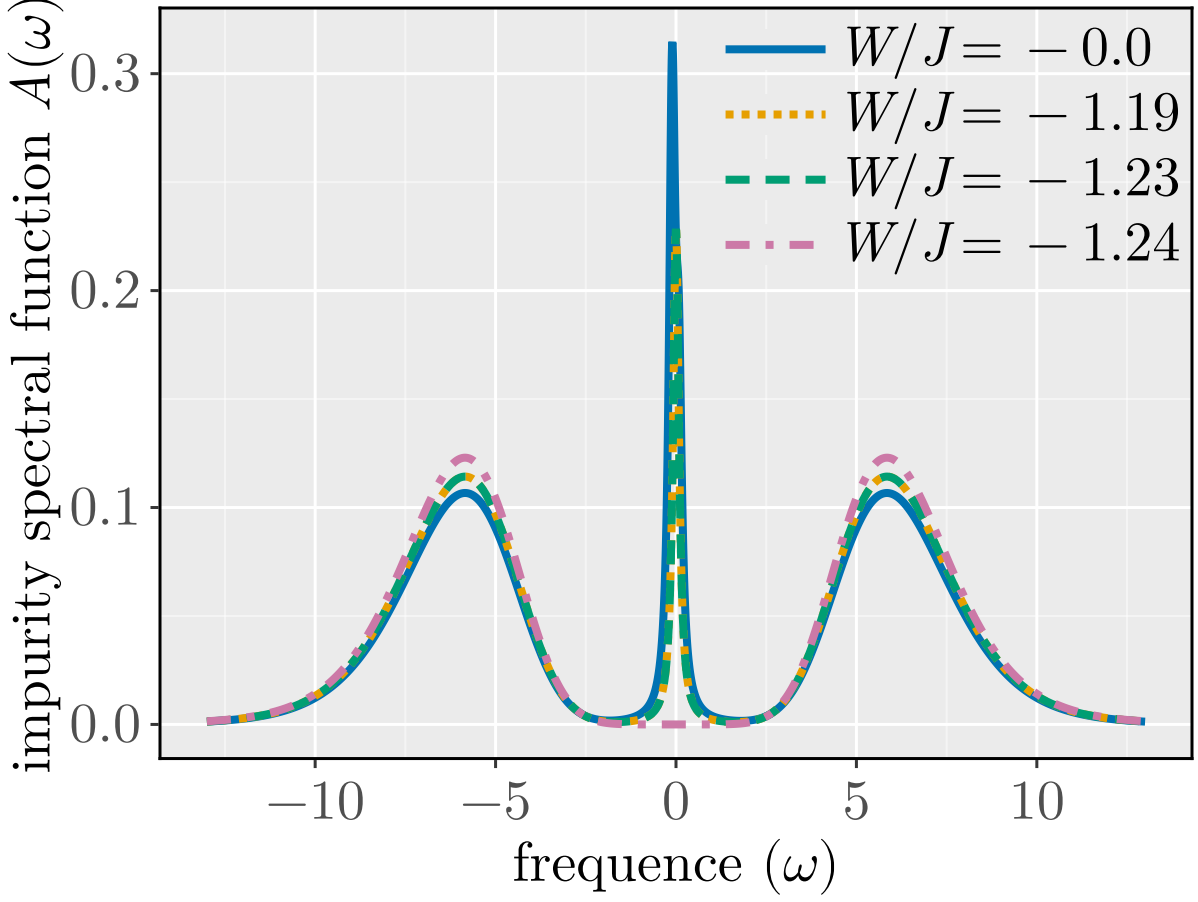 impurity spectral function A(ω)
0.3
0.2
0.1
0.0
W/J = − 0.0
W/J = − 1.19
W/J = − 1.23
W/J = − 1.24
−10
−5
0
5
10
frequence (ω)